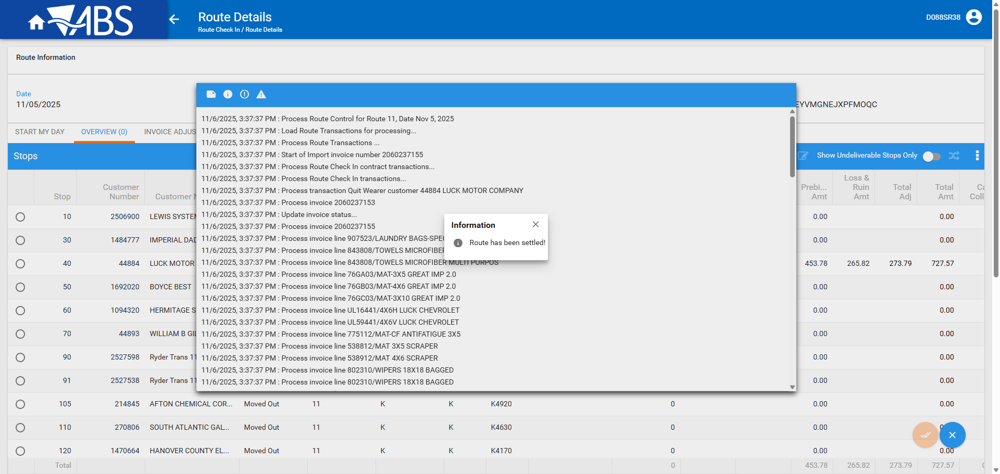 ABS
Route Details
Route Check In / Route Details
D088SR38
Route Information
Date
11/05/2025
EYVMGNEJXPFMOQC
START MY DAY
OVERVIEW (0)
INVOICE ADJUS
Stops
Show Undeliverable Stops Only
Stop
Customer Number
Customer N
Prebi... Amt
Loss & Ruin Amt
Total Adj
Total Amt
Ca
Coll
11/6/2025, 3:37:37 PM : Process Route Control for Route 11, Date Nov 5, 2025
11/6/2025, 3:37:37 PM : Load Route Transactions for processing...
11/6/2025, 3:37:37 PM : Process Route Transactions ...
11/6/2025, 3:37:37 PM : Start of Import invoice number 2060237155
11/6/2025, 3:37:37 PM : Process Route Check In contract transactions...
11/6/2025, 3:37:37 PM : Process Route Check In transactions...
11/6/2025, 3:37:37 PM : Process transaction Quit Wearer customer 44884 LUCK MOTOR COMPANY
11/6/2025, 3:37:37 PM : Process invoice 2060237153
11/6/2025, 3:37:37 PM : Update invoice status...
11/6/2025, 3:37:37 PM : Process invoice 2060237155
11/6/2025, 3:37:37 PM : Process invoice line 907523/LAUNDRY BAGS-SPEC
11/6/2025, 3:37:37 PM : Process invoice line 843808/TOWELS MICROFIBER
11/6/2025, 3:37:37 PM : Process invoice line 843808/TOWELS MICROFIBER MULTI PURPOS
11/6/2025, 3:37:37 PM : Process invoice line 76GA03/MAT-3X5 GREAT IMP 2.0
11/6/2025, 3:37:37 PM : Process invoice line 76GB03/MAT-4X6 GREAT IMP 2.0
11/6/2025, 3:37:37 PM : Process invoice line 76GC03/MAT-3X10 GREAT IMP 2.0
11/6/2025, 3:37:37 PM : Process invoice line UL16441/4X6H LUCK CHEVROLET
11/6/2025, 3:37:37 PM : Process invoice line UL59441/4X6V LUCK CHEVROLET
11/6/2025, 3:37:37 PM : Process invoice line 775112/MAT-CF ANTIFATIGUE 3X5
11/6/2025, 3:37:37 PM : Process invoice line 538812/MAT 3X5 SCRAPER
11/6/2025, 3:37:37 PM : Process invoice line 538912/MAT 4X6 SCRAPER
11/6/2025, 3:37:37 PM : Process invoice line 802310/WIPERS 18X18 BAGGED
11/6/2025, 3:37:37 PM : Process invoice line 802310/WIPERS 18X18 BAGGED
Information
Route has been settled!
10 2506900 LEWIS SYSTEM 0.00 0.00
30 1484777 IMPERIAL DAD 0.00 0.00
40 44884 LUCK MOTOR 453.78 265.82 273.79 727.57
50 1692020 BOYCE BEST 0.00 0.00
60 1094320 HERMITAGE S 0.00 0.00
70 44893 WILLIAM B GIL 0.00 0.00
90 2527598 Ryder Trans 11 0.00 0.00
91 2527538 Ryder Trans 11 0.00 0.00
105 214845 AFTON CHEMICAL COR... Moved Out 11 K K K4920 0 0.00 0.00
110 270806 SOUTH ATLANTIC GAL... Moved Out 11 K K K4630 0 0.00
120 1470664 HANOVER COUNTY EL... Moved Out 11 K K K4170 0 0.00 0.00
Total 0 453.78 265.82 273.79 727.57